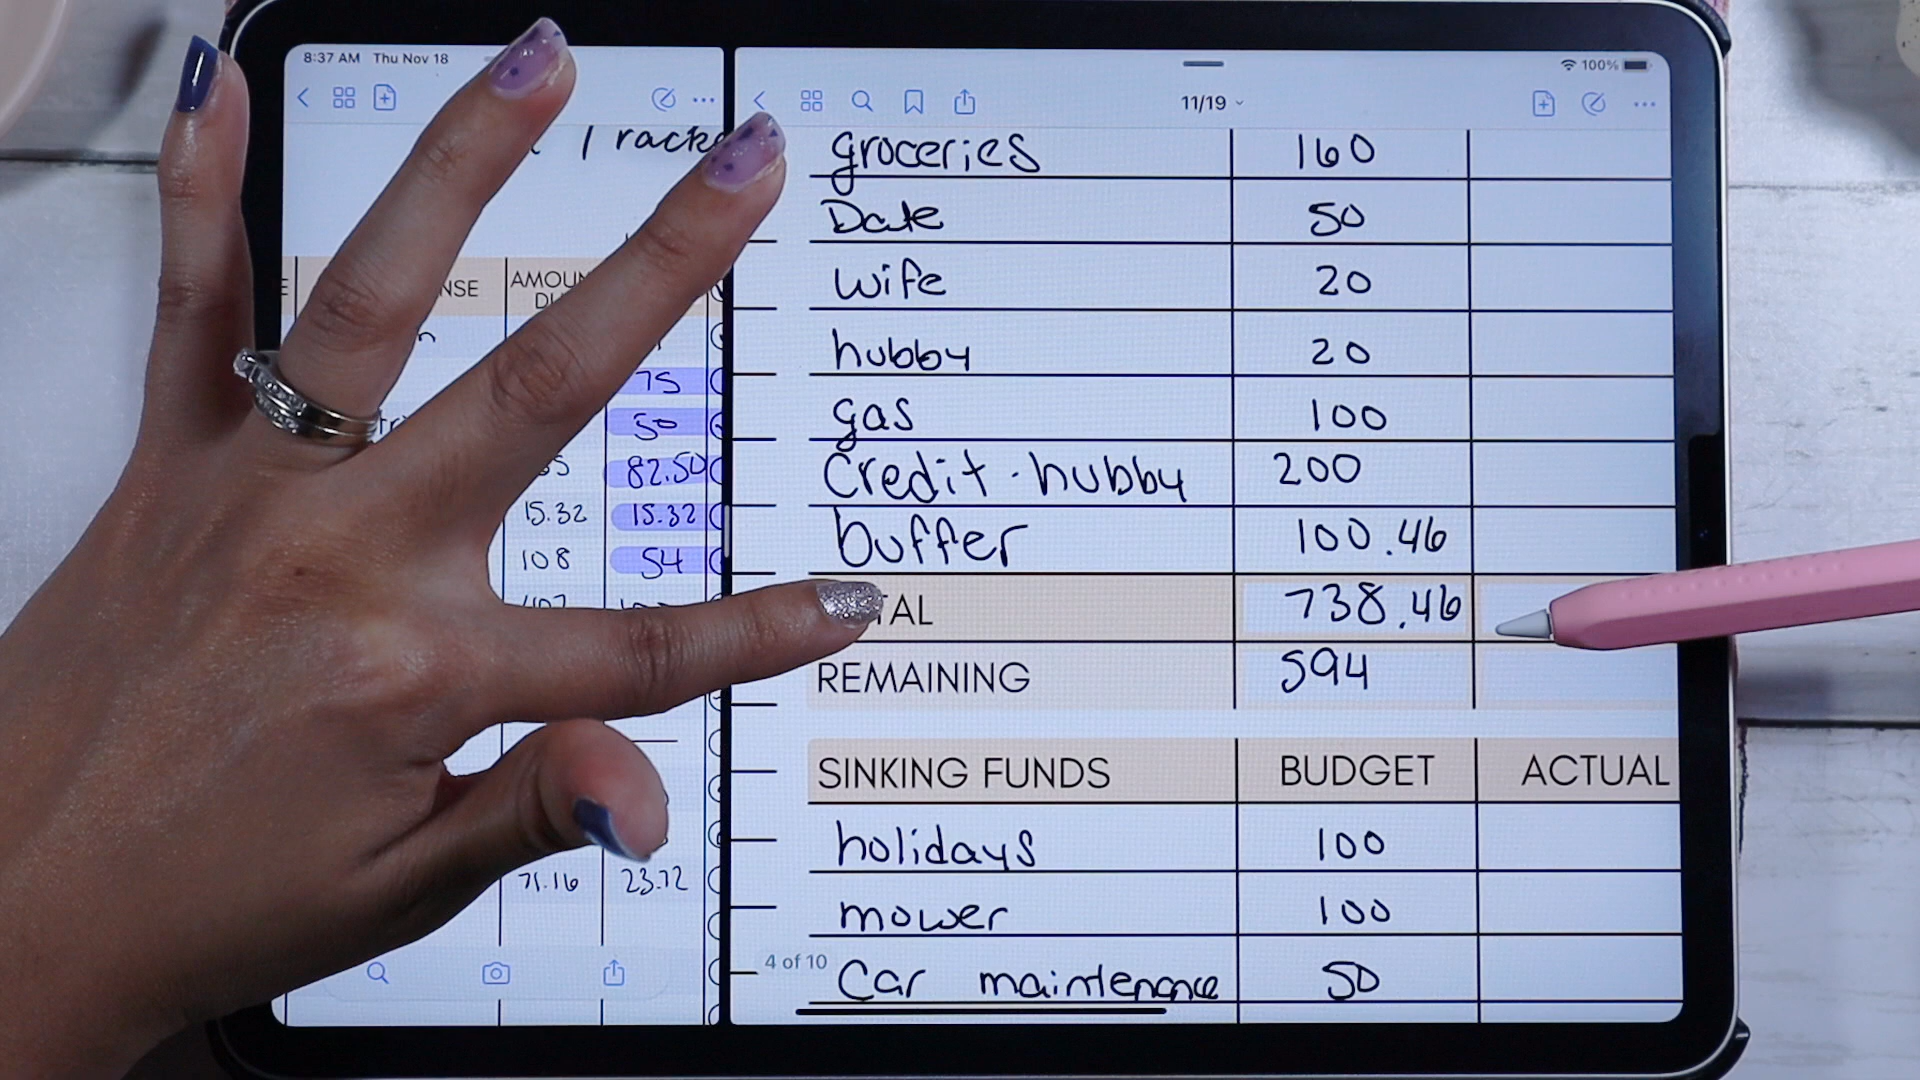 8:37 AM Thu Nov 18
Track
AMOUN
DU
NSE
75
50
82.50
15.32 15.32
108 54
71.16 23.72
100%
11/19
groceries 160
Date 50
wife 20
hubby 20
gas 100
Credit - hubby 200
buffer 100.46
TAL 738.46
REMAINING 594
SINKING FUNDS BUDGET ACTUAL
holidays 100
mower 100
4 of 10
Car maintenance 50